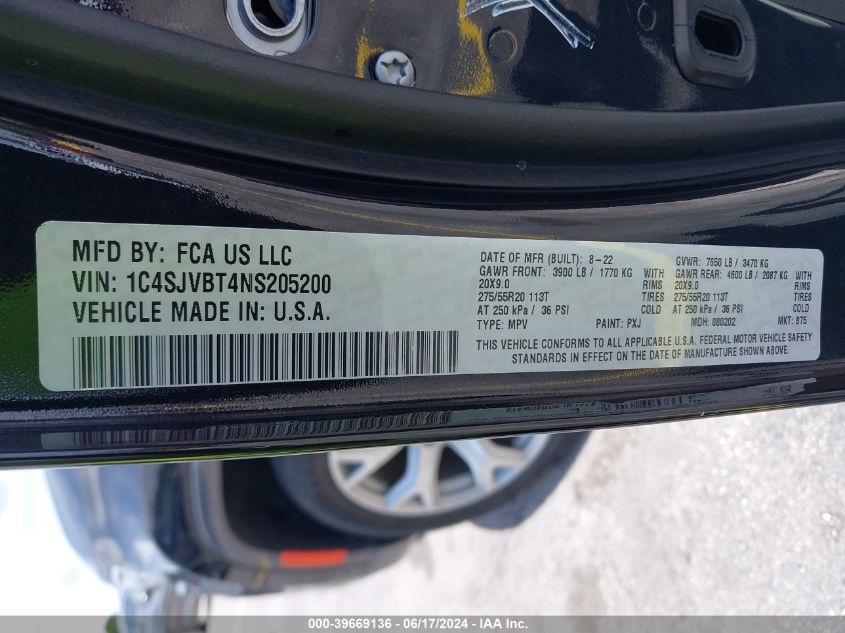 MFD BY: FCA US LLC
VIN: 1C4SJVBT4NS205200
VEHICLE MADE IN: U.S.A.
DATE OF MFR (BUILT): 8-22 GVWR: 7650 LB / 3470 KG
GAWR FRONT: 3900 LB / 1770 KG WITH GAWR REAR: 4600 LB / 2087 KG WITH
20X9.0 RIMS 20X9.0 RIMS
275/55R20 113T TIRES 275/55R20 113T TIRES
AT 250 kPa / 36 PSI COLD AT 250 kPa / 36 PSI COLD
TYPE: MPV PAINT: PXJ MDH: 080202 MKT: 875
THIS VEHICLE CONFORMS TO ALL APPLICABLE U.S.A. FEDERAL MOTOR VEHICLE SAFETY
STANDARDS IN EFFECT ON THE DATE OF MANUFACTURE SHOWN ABOVE.
000-39669136 - 06/17/2024 - IAA Inc.